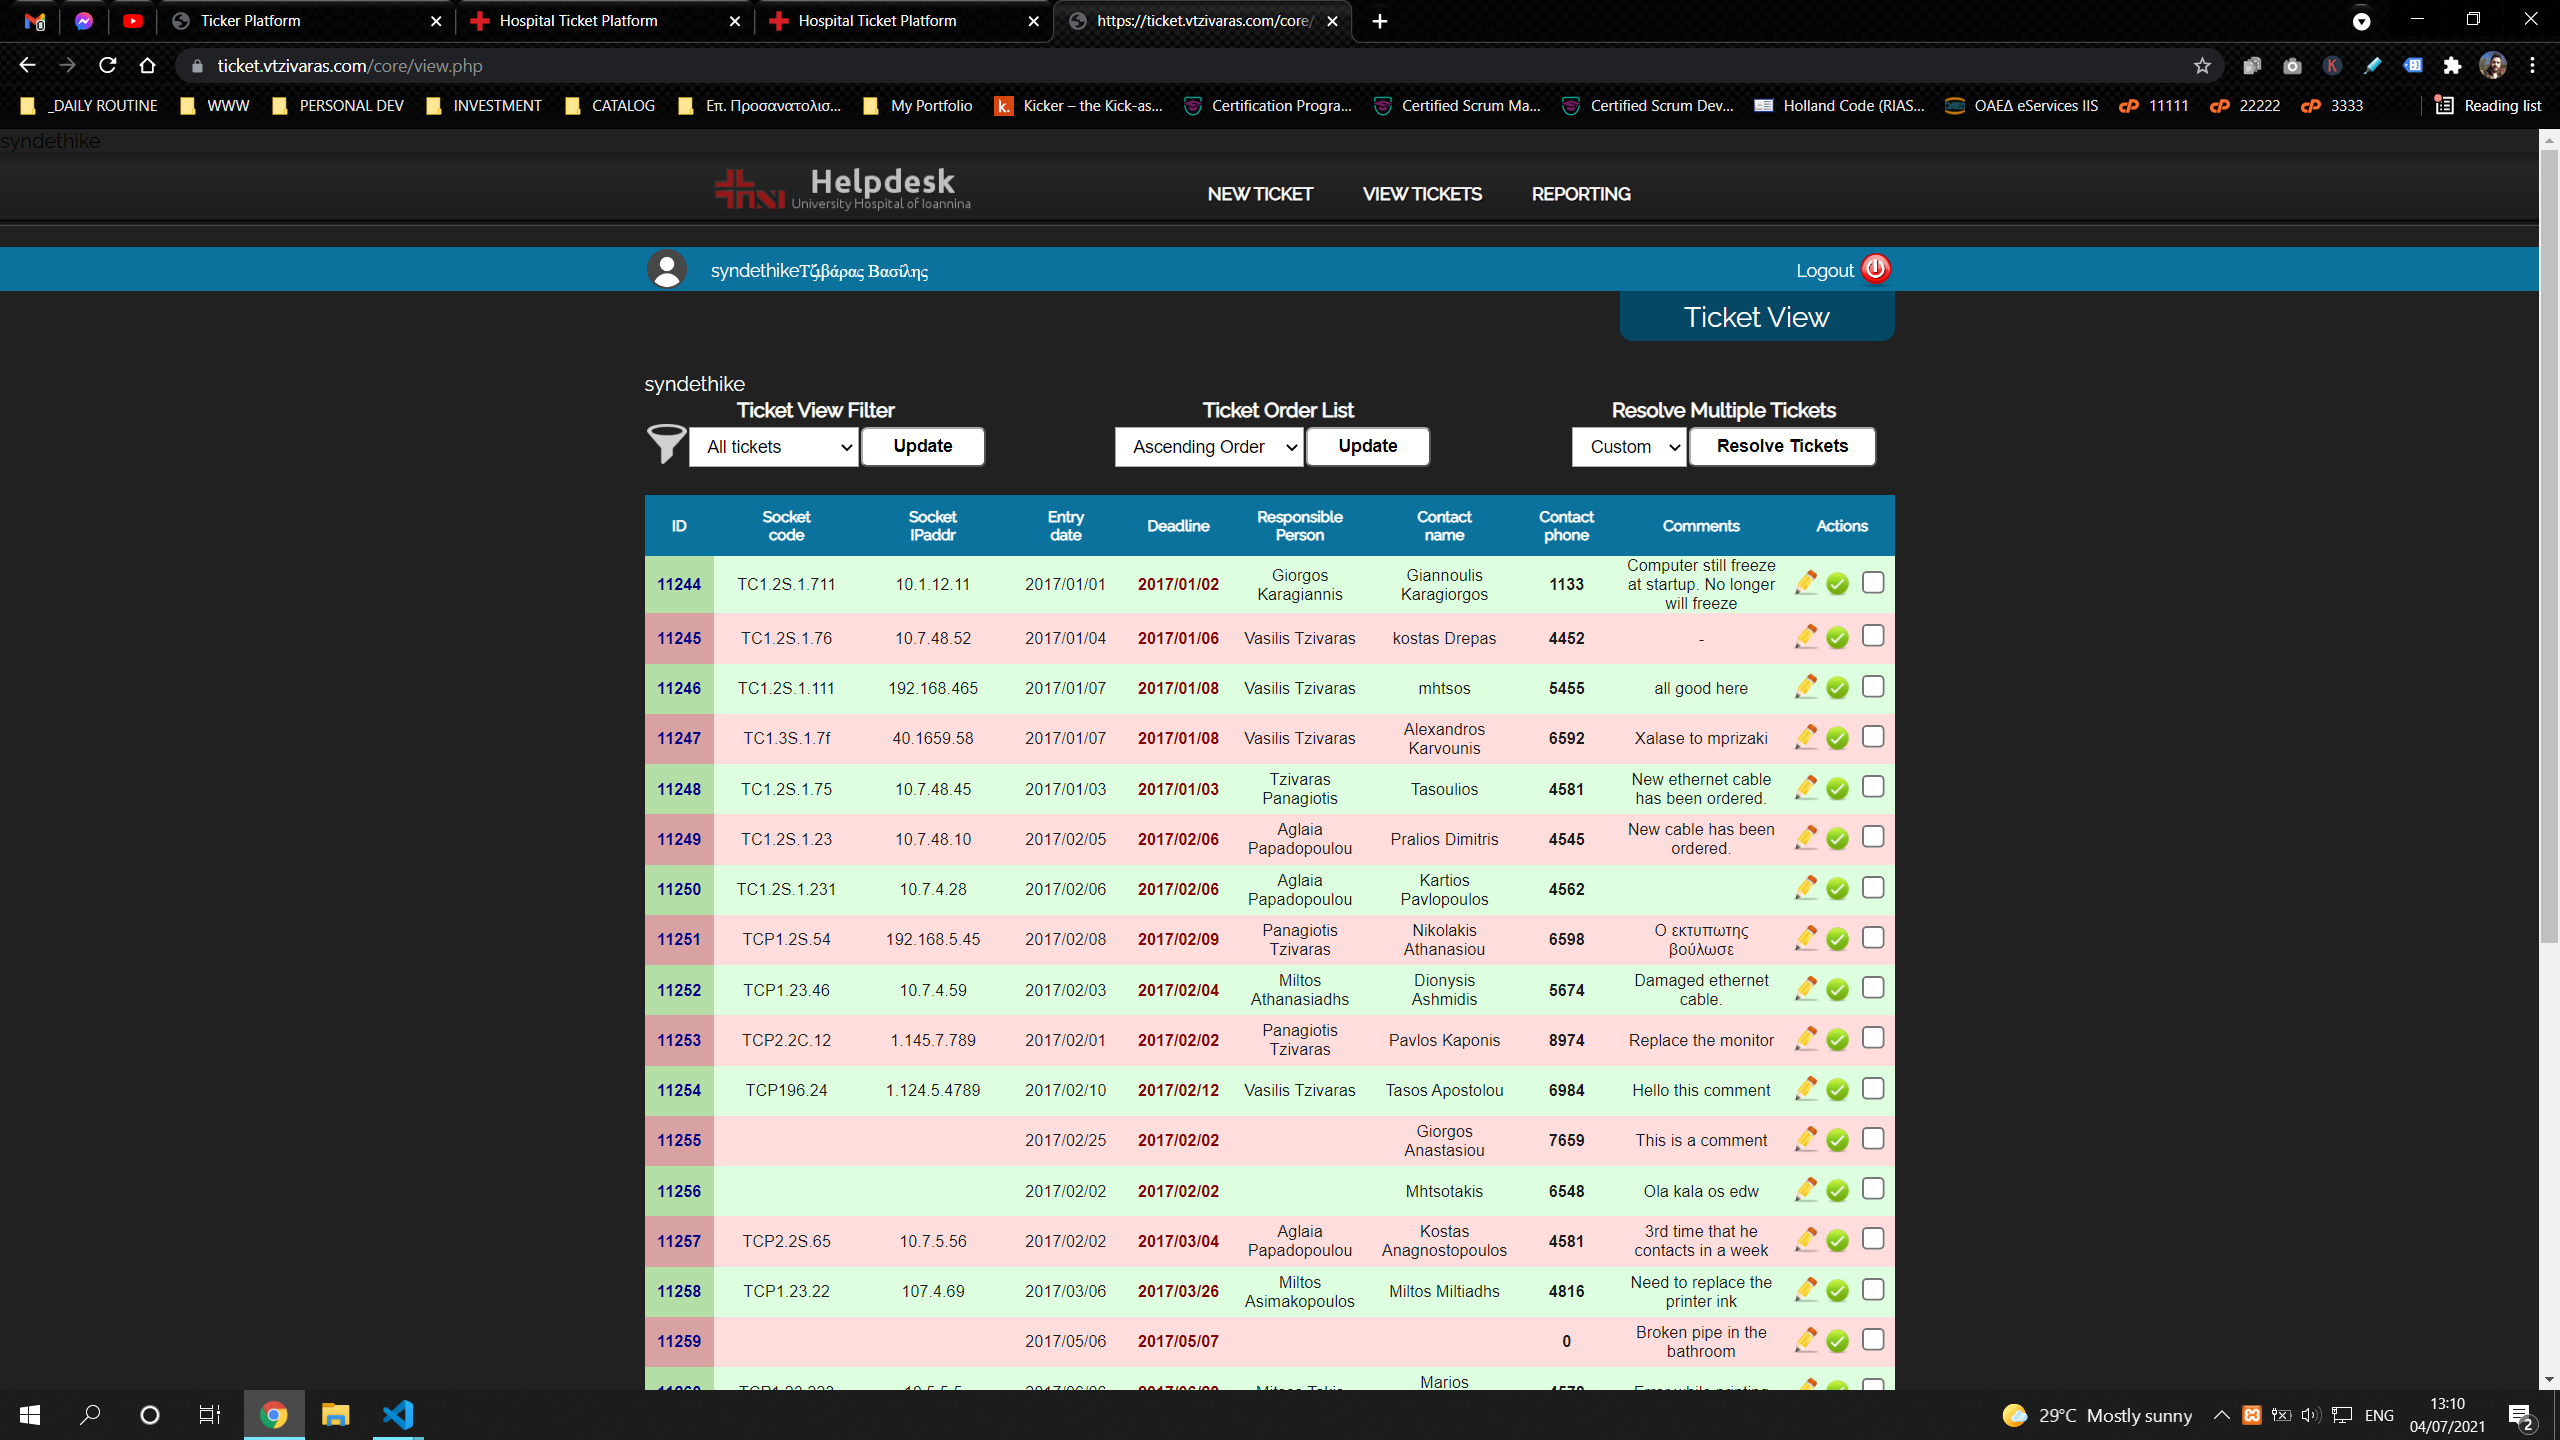 Ticker Platform
Hospital Ticket Platform
Hospital Ticket Platform
https://ticket.vtzivaras.com/core/
ticket.vtzivaras.com/core/view.php
_DAILY ROUTINE WWW PERSONAL DEV INVESTMENT CATALOG Επ. Προσανατολισ... My Portfolio Kicker – the Kick-as... Certification Progra... Certified Scrum Ma... Certified Scrum Dev... Holland Code (RIAS... ΟΑΕΔ eServices IIS 11111 22222 3333 Reading list
syndethike
Helpdesk
University Hospital of Ioannina
NEW TICKET VIEW TICKETS REPORTING
syndethikeΤζιβάρας Βασίλης Logout
Ticket View
syndethike
Ticket View Filter Ticket Order List Resolve Multiple Tickets
All tickets Update Ascending Order Update Custom Resolve Tickets
ID Socket code Socket IPaddr Entry date Deadline Responsible Person Contact name Contact phone Comments Actions
11244 TC1.2S.1.711 10.1.12.11 2017/01/01 2017/01/02 Giorgos Karagiannis Giannoulis Karagiorgos 1133 Computer still freeze at startup. No longer will freeze
11245 TC1.2S.1.76 10.7.48.52 2017/01/04 2017/01/06 Vasilis Tzivaras kostas Drepas 4452 -
11246 TC1.2S.1.111 192.168.465 2017/01/07 2017/01/08 Vasilis Tzivaras mhtsos 5455 all good here
11247 TC1.3S.1.7f 40.1659.58 2017/01/07 2017/01/08 Vasilis Tzivaras Alexandros Karvounis 6592 Xalase to mprizaki
11248 TC1.2S.1.75 10.7.48.45 2017/01/03 2017/01/03 Tzivaras Panagiotis Tasoulios 4581 New ethernet cable has been ordered.
11249 TC1.2S.1.23 10.7.48.10 2017/02/05 2017/02/06 Aglaia Papadopoulou Pralios Dimitris 4545 New cable has been ordered.
11250 TC1.2S.1.231 10.7.4.28 2017/02/06 2017/02/06 Aglaia Papadopoulou Kartios Pavlopoulos 4562
11251 TCP1.2S.54 192.168.5.45 2017/02/08 2017/02/09 Panagiotis Tzivaras Nikolakis Athanasiou 6598 Ο εκτυπωτης βούλωσε
11252 TCP1.23.46 10.7.4.59 2017/02/03 2017/02/04 Miltos Athanasiadhs Dionysis Ashmidis 5674 Damaged ethernet cable.
11253 TCP2.2C.12 1.145.7.789 2017/02/01 2017/02/02 Panagiotis Tzivaras Pavlos Kaponis 8974 Replace the monitor
11254 TCP196.24 1.124.5.4789 2017/02/10 2017/02/12 Vasilis Tzivaras Tasos Apostolou 6984 Hello this comment
11255 2017/02/25 2017/02/02 Giorgos Anastasiou 7659 This is a comment
11256 2017/02/02 2017/02/02 Mhtsotakis 6548 Ola kala os edw
11257 TCP2.2S.65 10.7.5.56 2017/02/02 2017/03/04 Aglaia Papadopoulou Kostas Anagnostopoulos 4581 3rd time that he contacts in a week
11258 TCP1.23.22 107.4.69 2017/03/06 2017/03/26 Miltos Asimakopoulos Miltos Miltiadhs 4816 Need to replace the printer ink
11259 2017/05/06 2017/05/07 0 Broken pipe in the bathroom
Marios
29°C Mostly sunny ENG 13:10
04/07/2021 2